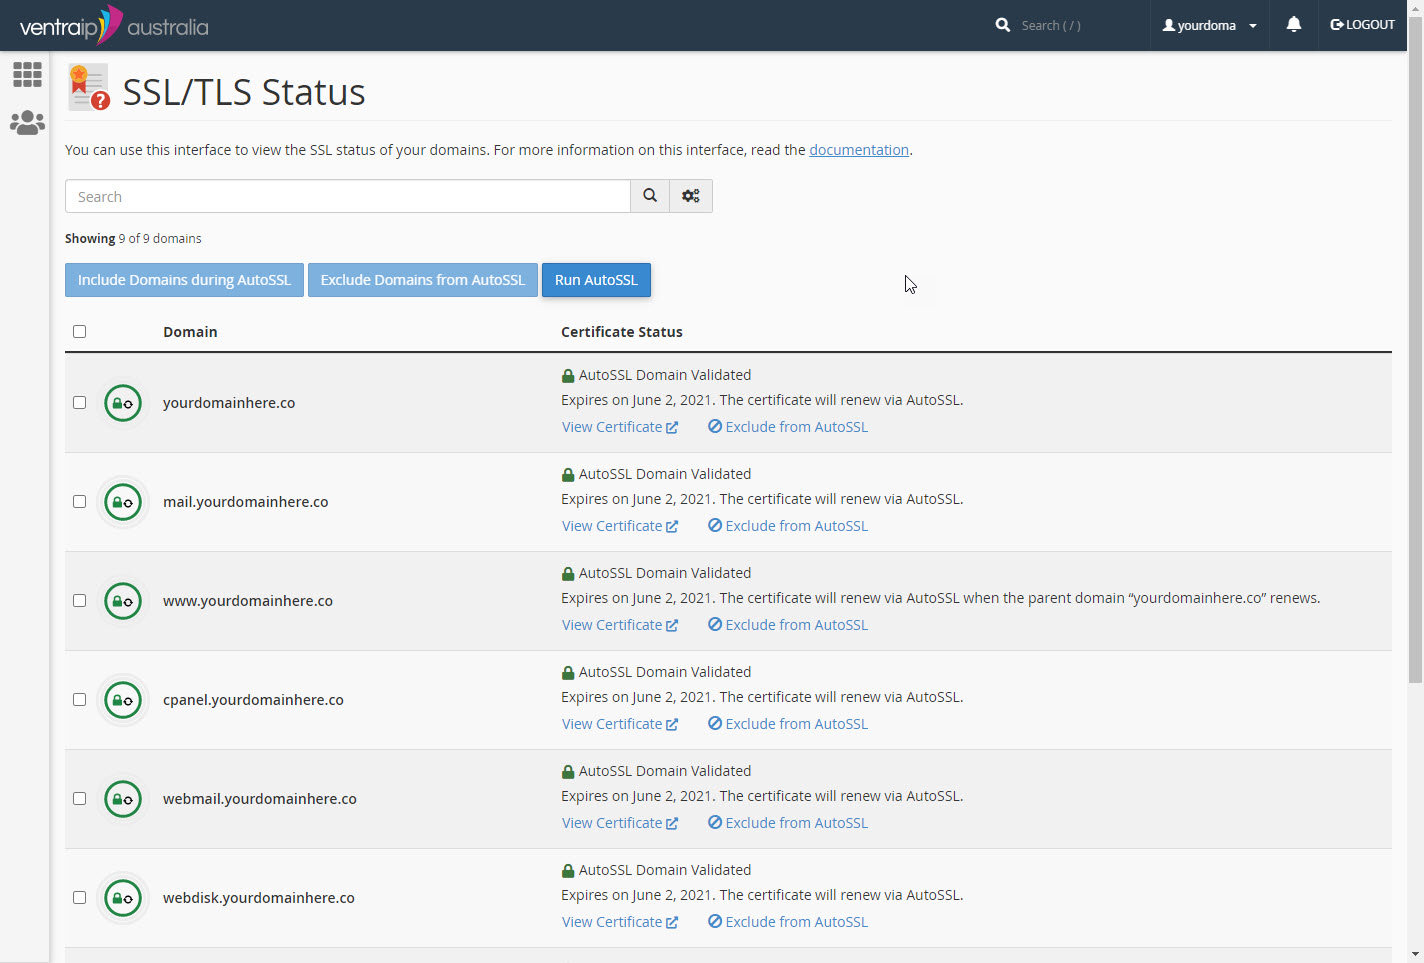 ventraip australia
Search ( / )
yourdoma
LOGOUT
SSL/TLS Status
You can use this interface to view the SSL status of your domains. For more information on this interface, read the documentation.
Search
Showing 9 of 9 domains
Include Domains during AutoSSL
Exclude Domains from AutoSSL
Run AutoSSL
Domain
Certificate Status
yourdomainhere.co
AutoSSL Domain Validated
Expires on June 2, 2021. The certificate will renew via AutoSSL.
View Certificate
Exclude from AutoSSL
mail.yourdomainhere.co
AutoSSL Domain Validated
Expires on June 2, 2021. The certificate will renew via AutoSSL.
View Certificate
Exclude from AutoSSL
www.yourdomainhere.co
AutoSSL Domain Validated
Expires on June 2, 2021. The certificate will renew via AutoSSL when the parent domain “yourdomainhere.co” renews.
View Certificate
Exclude from AutoSSL
cpanel.yourdomainhere.co
AutoSSL Domain Validated
Expires on June 2, 2021. The certificate will renew via AutoSSL.
View Certificate
Exclude from AutoSSL
webmail.yourdomainhere.co
AutoSSL Domain Validated
Expires on June 2, 2021. The certificate will renew via AutoSSL.
View Certificate
Exclude from AutoSSL
webdisk.yourdomainhere.co
AutoSSL Domain Validated
Expires on June 2, 2021. The certificate will renew via AutoSSL.
View Certificate
Exclude from AutoSSL